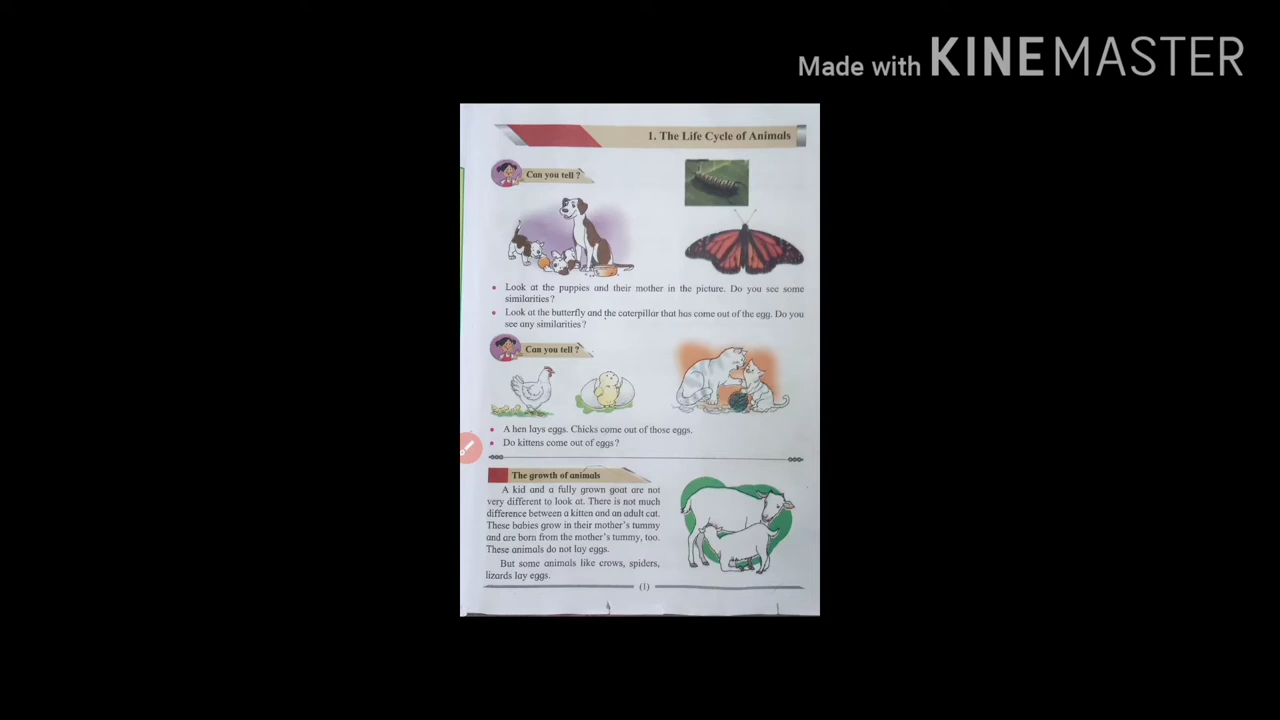 Made with KINEMASTER
1. The Life Cycle of Animals
Can you tell ?
• Look at the puppies and their mother in the picture. Do you see some
similarities ?
• Look at the butterfly and the caterpillar that has come out of the egg. Do you
see any similarities ?
Can you tell ?
• A hen lays eggs. Chicks come out of those eggs.
• Do kittens come out of eggs?
The growth of animals
A kid and a fully grown goat are not
very different to look at. There is not much
difference between a kitten and an adult cat.
These babies grow in their mother's tummy
and are born from the mother's tummy, too.
These animals do not lay eggs.
But some animals like crows, spiders,
lizards lay eggs.
(1)